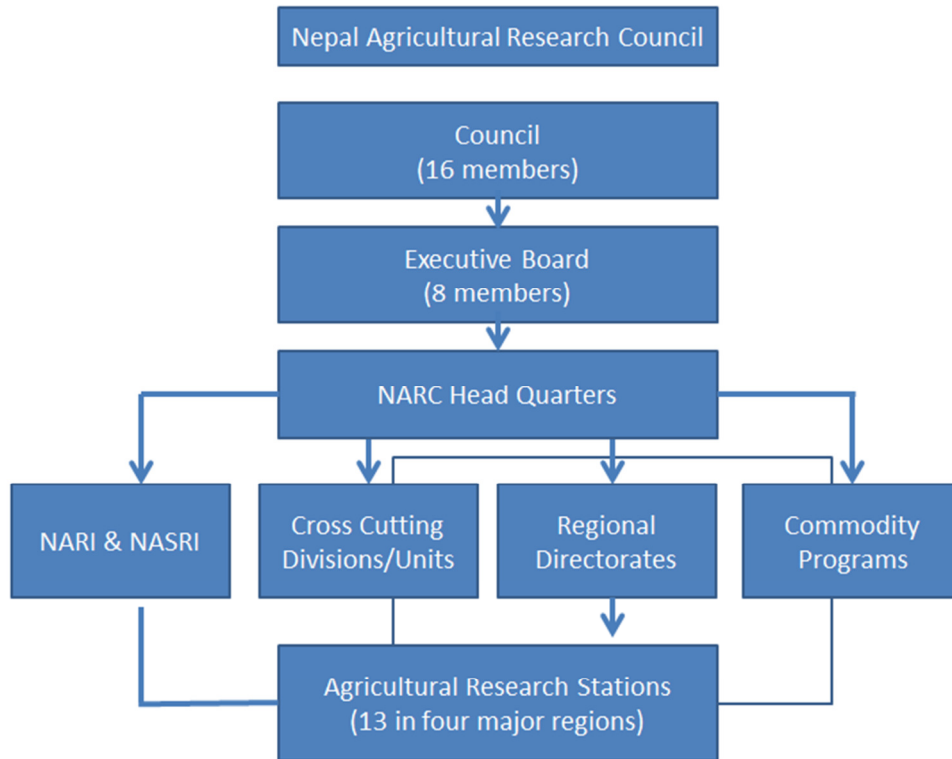 Nepal Agricultural Research Council
Council
(16 members)
Executive Board
(8 members)
NARC Head Quarters
NARI & NASRI
Cross Cutting
Divisions/Units
Regional
Directorates
Commodity
Programs
Agricultural Research Stations
(13 in four major regions)